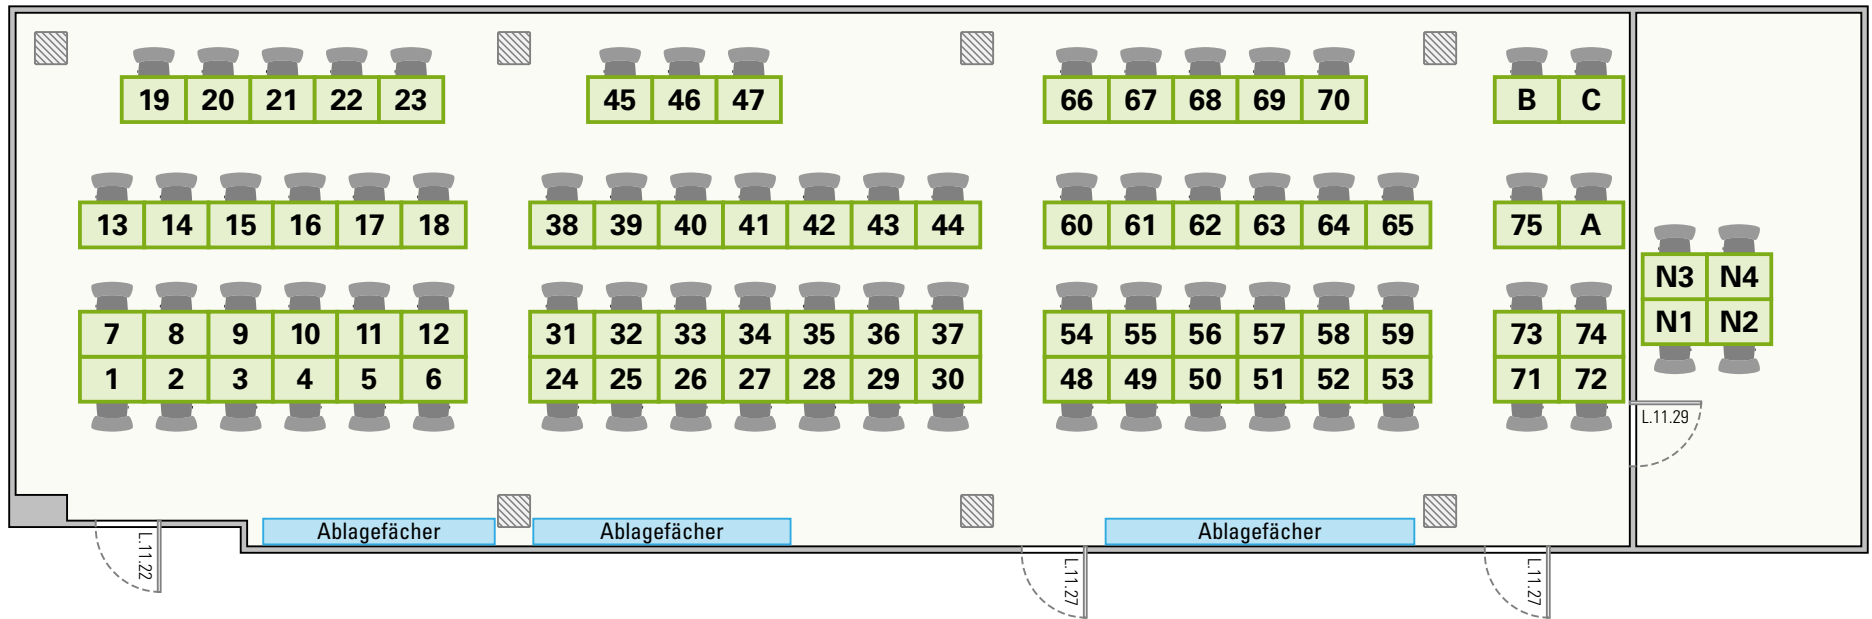 19 20 21 22 23 45 46 47 66 67 68 69 70 B C
13 14 15 16 17 18 38 39 40 41 42 43 44 60 61 62 63 64 65 75 A
N3 N4
N1 N2
7 8 9 10 11 12 31 32 33 34 35 36 37 54 55 56 57 58 59 73 74
1 2 3 4 5 6 24 25 26 27 28 29 30 48 49 50 51 52 53 71 72
L.11.29
Ablagefächer Ablagefächer Ablagefächer
L.11.22 L.11.27 L.11.27